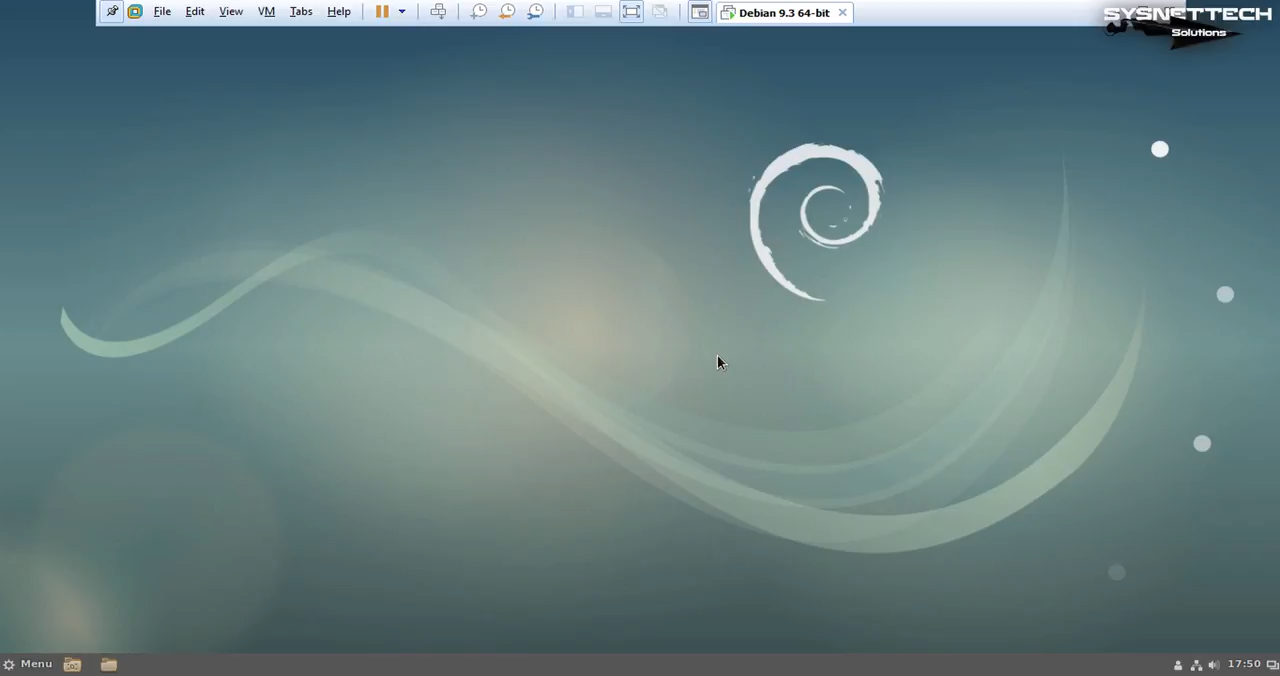 File Edit View VM Tabs Help Debian 9.3 64-bit
SYSNETTECH
Solutions
Menu 17:50